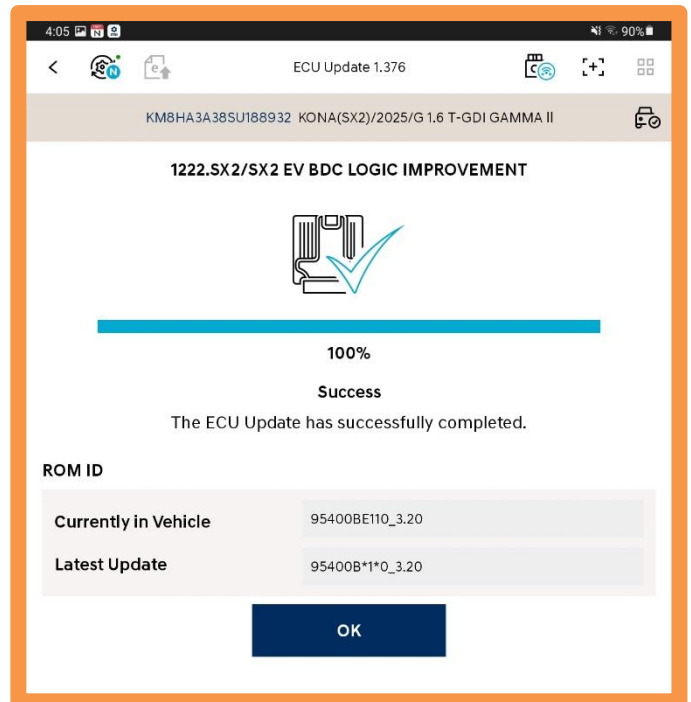 4:05 90%
ECU Update 1.376
KM8HA3A38SU188932 KONA(SX2)/2025/G 1.6 T-GDI GAMMA II
1222.SX2/SX2 EV BDC LOGIC IMPROVEMENT
100%
Success
The ECU Update has successfully completed.
ROM ID
Currently in Vehicle 95400BE110_3.20
Latest Update 95400B*1*0_3.20
OK